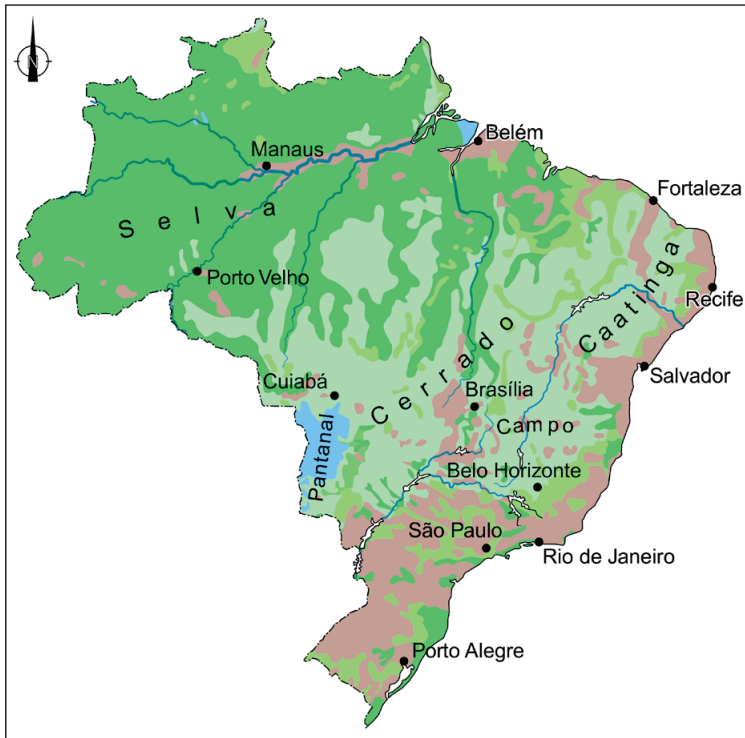 N
Belém
Manaus
Fortaleza
Selva
Caatinga
Porto Velho
Recife
Cerrado
Salvador
Cuiabá
Brasília
Campo
Pantanal
Belo Horizonte
São Paulo
Rio de Janeiro
Porto Alegre